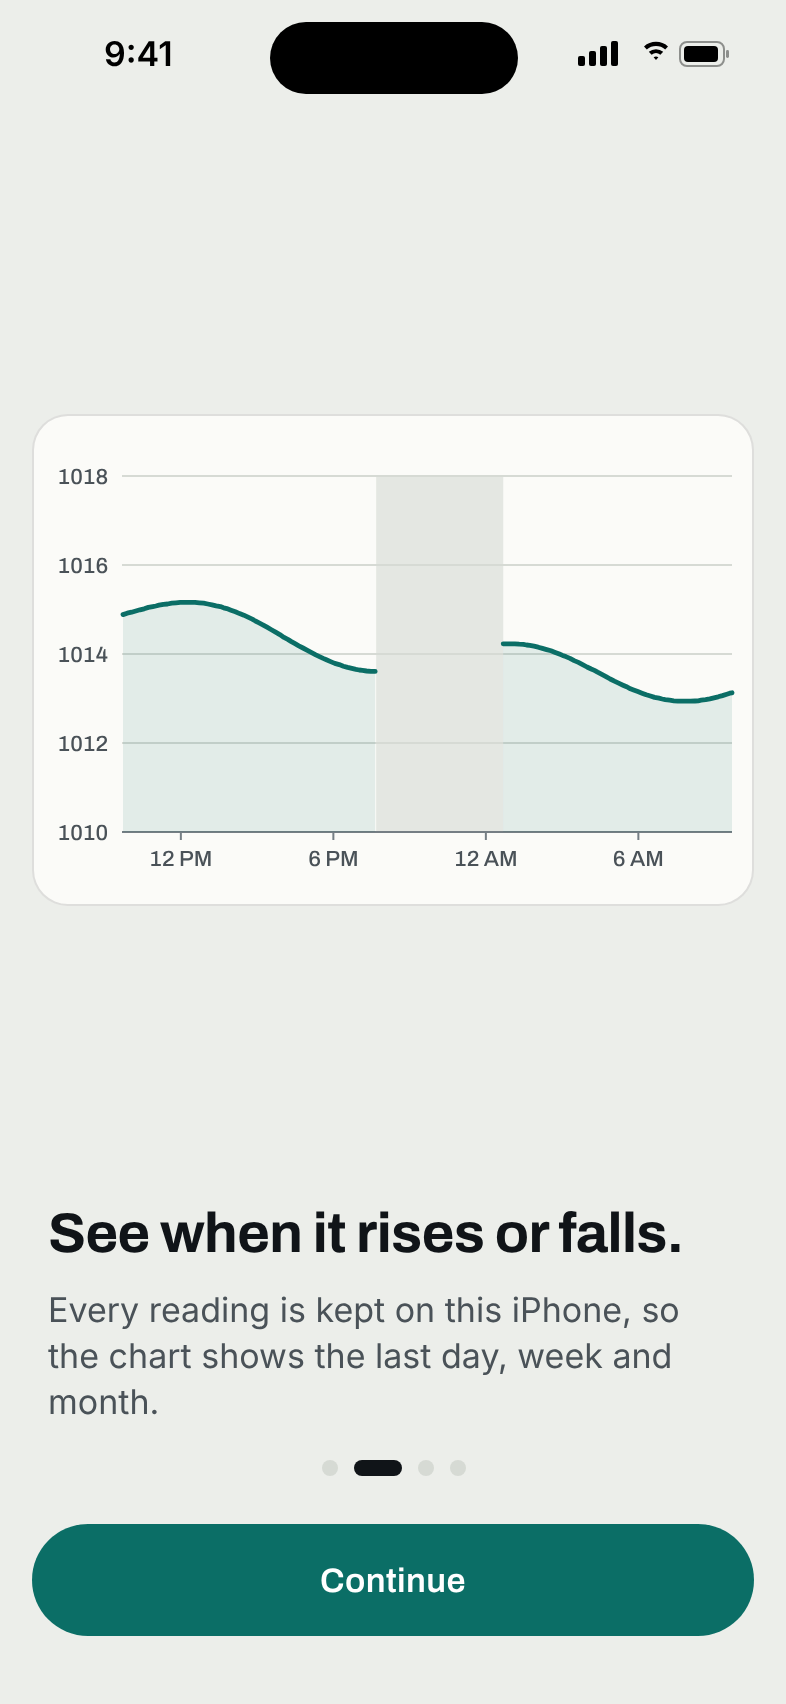 9:41
1018
1016
1014
1012
1010
12 PM
6 PM
12 AM
6 AM
See when it rises or falls.
Every reading is kept on this iPhone, so
the chart shows the last day, week and
month.
Continue